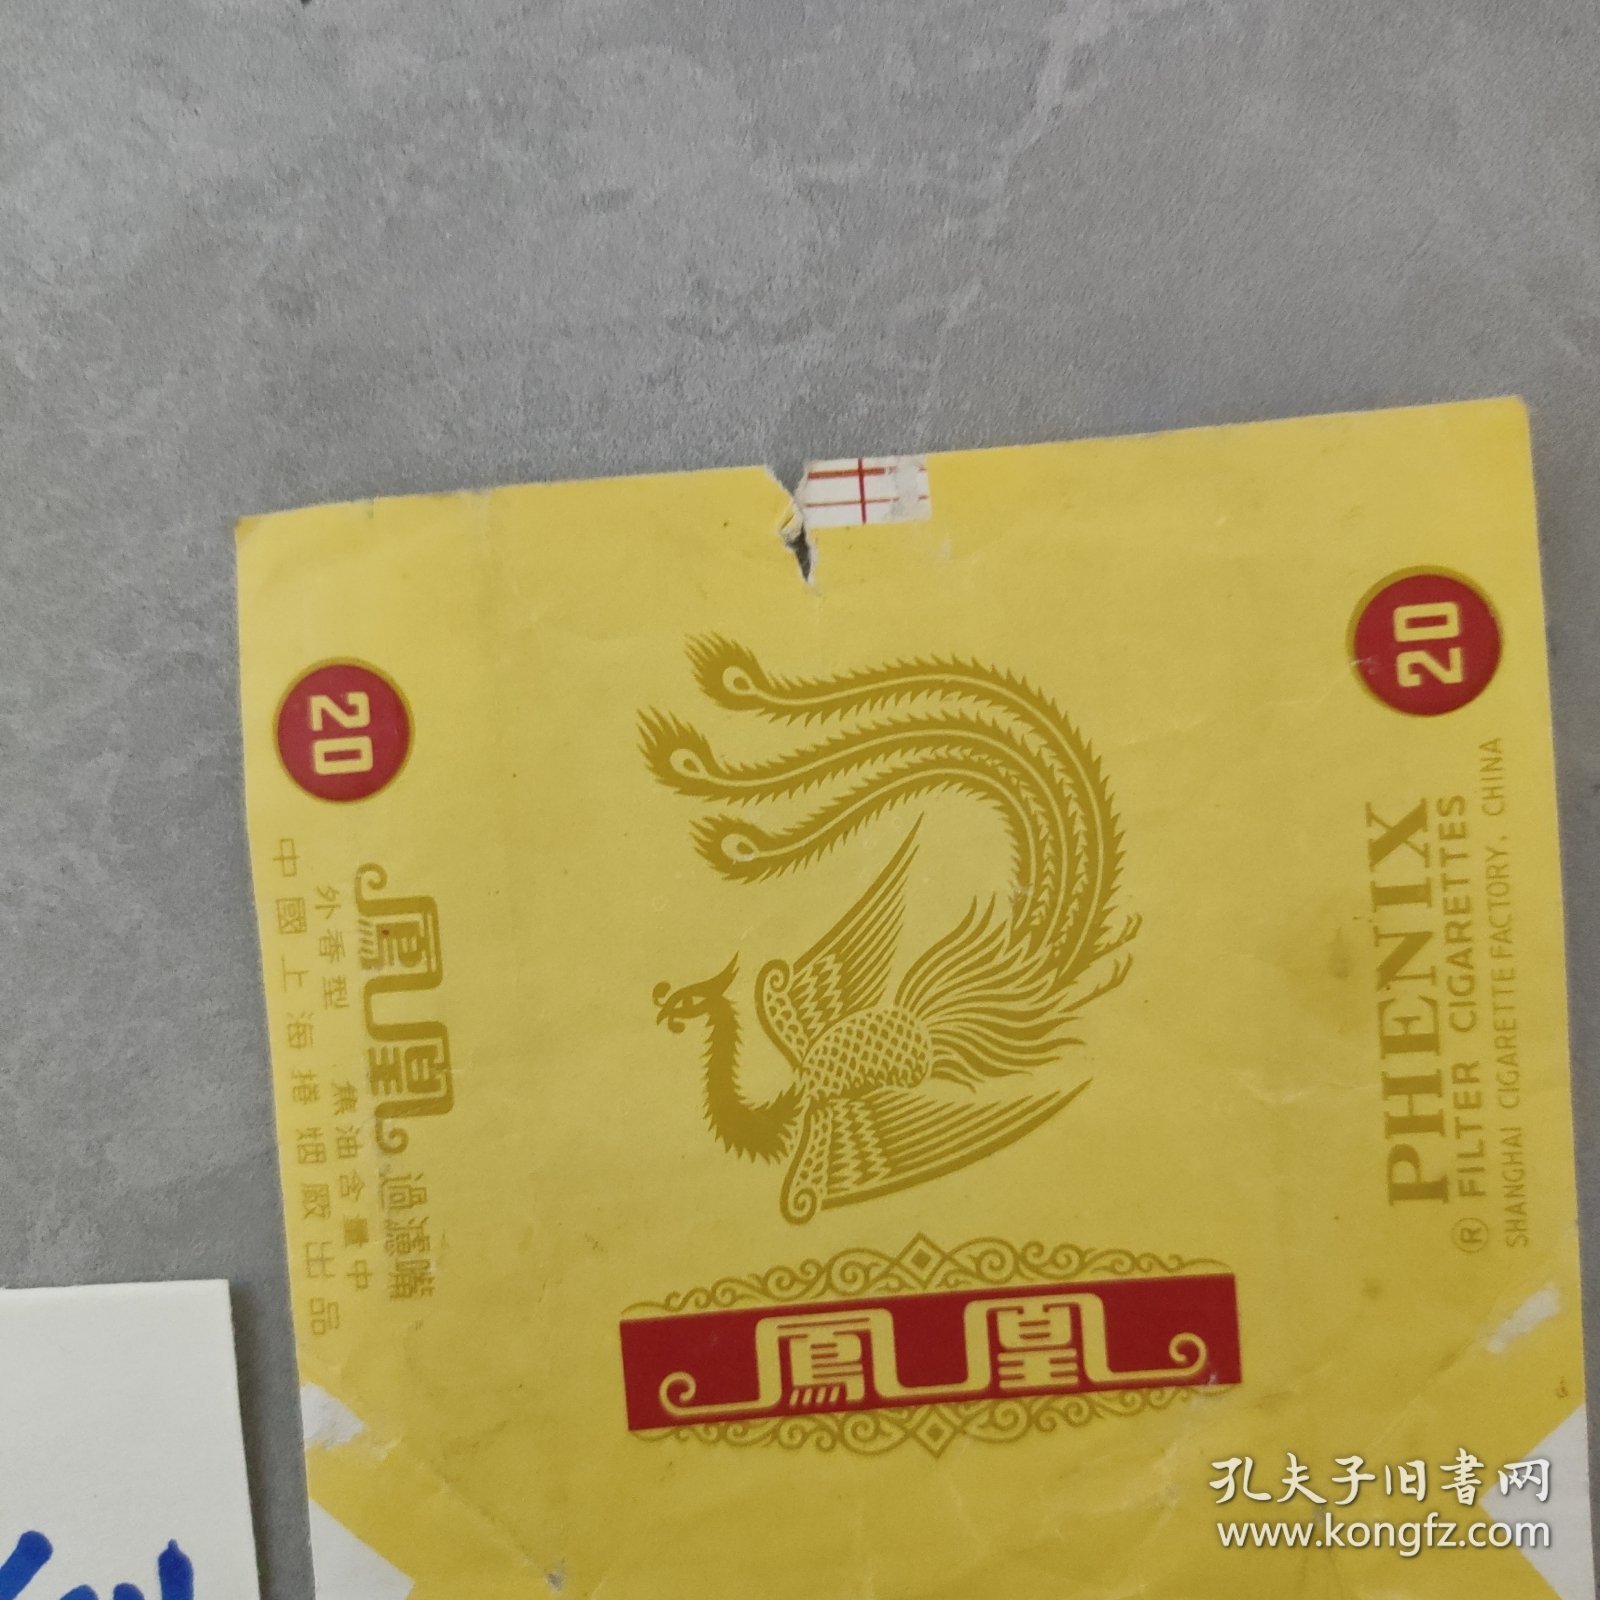 20
鳳凰 過濾嘴
外香型 焦油含量中
中國上海捲烟廠出品
鳳凰
20
PHENIX
® FILTER CIGARETTES
SHANGHAI CIGARETTE FACTORY, CHINA
孔夫子旧书网
www.kongfz.com